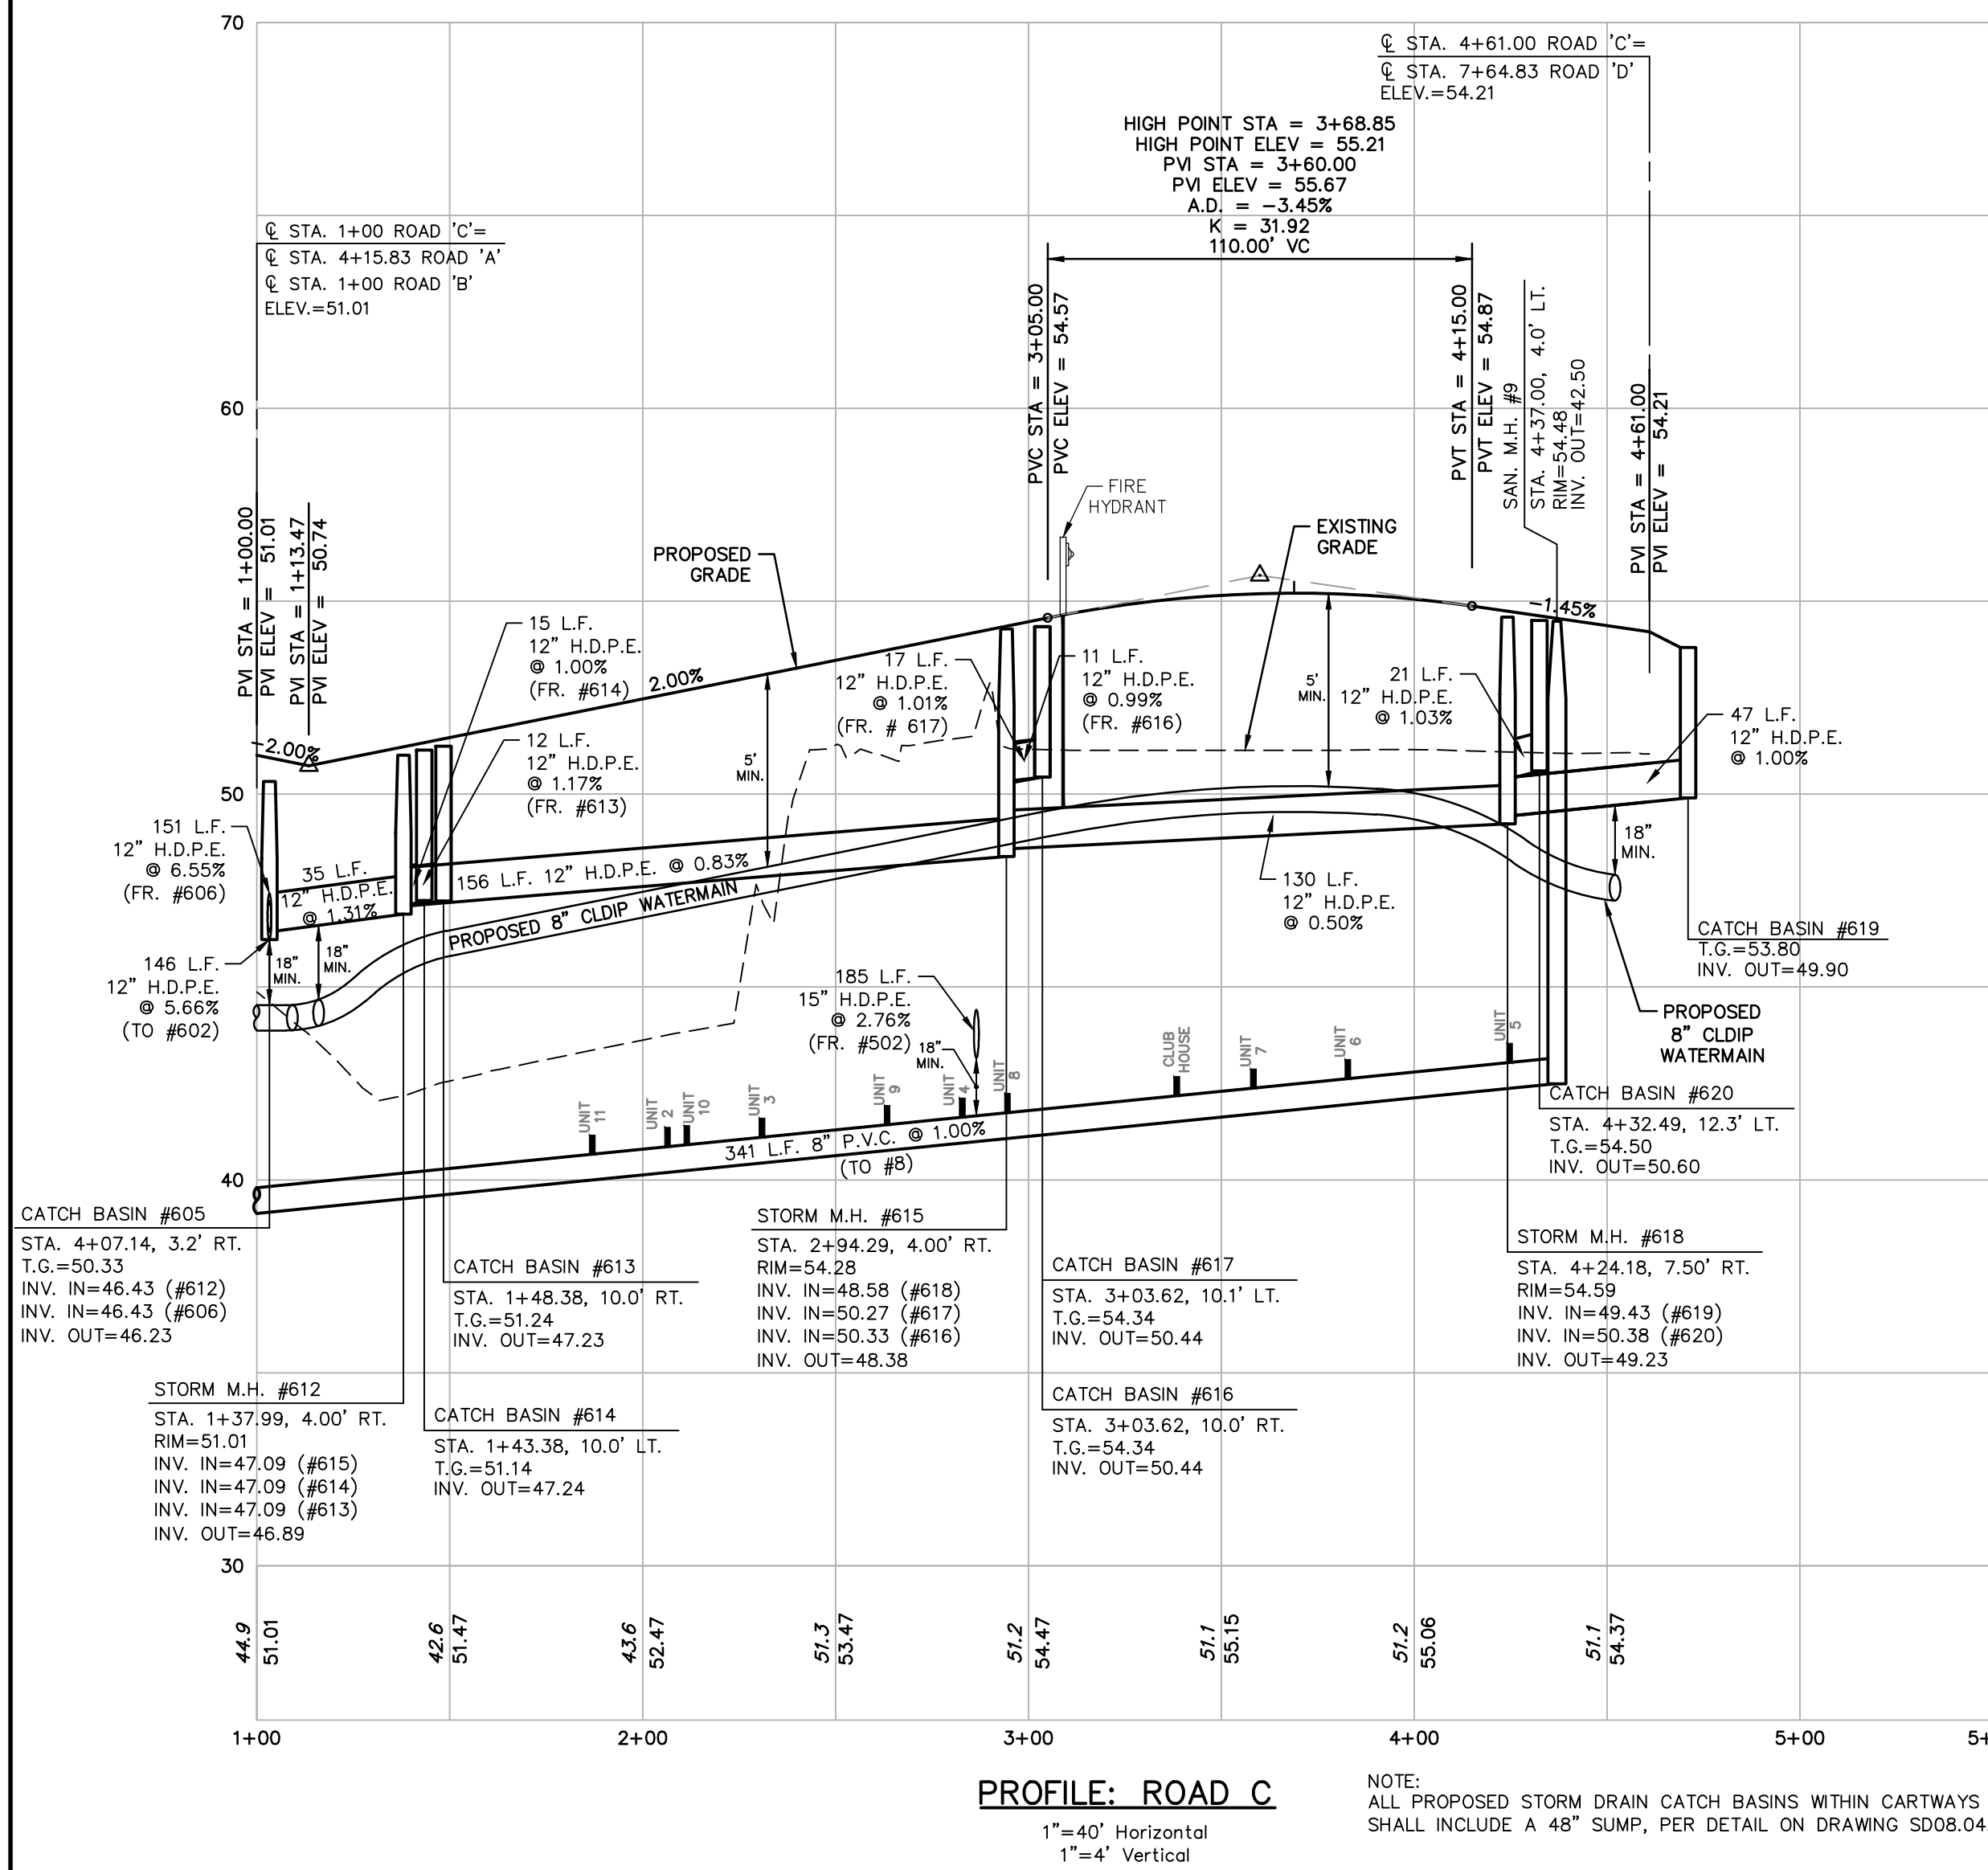 70
60
50
40
30
℄ STA. 4+61.00 ROAD 'C'=
℄ STA. 7+64.83 ROAD 'D'
ELEV.=54.21
HIGH POINT STA = 3+68.85
HIGH POINT ELEV = 55.21
PVI STA = 3+60.00
PVI ELEV = 55.67
A.D. = -3.45%
K = 31.92
110.00' VC
℄ STA. 1+00 ROAD 'C'=
℄ STA. 4+15.83 ROAD 'A'
℄ STA. 1+00 ROAD 'B'
ELEV.=51.01
PVI STA = 1+00.00
PVI ELEV = 51.01
PVI STA = 1+13.47
PVI ELEV = 50.74
PVC STA = 3+05.00
PVC ELEV = 54.57
PVT STA = 4+15.00
PVT ELEV = 54.87
SAN. M.H. #9
STA. 4+37.00, 4.0' LT.
RIM=54.48
INV. OUT=42.50
PVI STA = 4+61.00
PVI ELEV = 54.21
FIRE
HYDRANT
EXISTING
GRADE
PROPOSED
GRADE
-2.00%
2.00%
-1.45%
15 L.F.
12" H.D.P.E.
@ 1.00%
(FR. #614)
12 L.F.
12" H.D.P.E.
@ 1.17%
(FR. #613)
5'
MIN.
17 L.F.
12" H.D.P.E.
@ 1.01%
(FR. # 617)
11 L.F.
12" H.D.P.E.
@ 0.99%
(FR. #616)
5'
MIN.
21 L.F.
12" H.D.P.E.
@ 1.03%
47 L.F.
12" H.D.P.E.
@ 1.00%
151 L.F.
12" H.D.P.E.
@ 6.55%
(FR. #606)
35 L.F.
12" H.D.P.E.
@ 1.31%
156 L.F. 12" H.D.P.E. @ 0.83%
PROPOSED 8" CLDIP WATERMAIN
18"
MIN.
18"
MIN.
146 L.F.
12" H.D.P.E.
@ 5.66%
(TO #602)
185 L.F.
15" H.D.P.E.
@ 2.76%
(FR. #502)
18"
MIN.
130 L.F.
12" H.D.P.E.
@ 0.50%
18"
MIN.
CATCH BASIN #619
T.G.=53.80
INV. OUT=49.90
PROPOSED
8" CLDIP
WATERMAIN
UNIT
11
UNIT
2
UNIT
10
UNIT
3
UNIT
9
UNIT
4
UNIT
8
CLUB
HOUSE
UNIT
7
UNIT
6
UNIT
5
341 L.F. 8" P.V.C. @ 1.00%
(TO #8)
CATCH BASIN #620
STA. 4+32.49, 12.3' LT.
T.G.=54.50
INV. OUT=50.60
CATCH BASIN #605
STA. 4+07.14, 3.2' RT.
T.G.=50.33
INV. IN=46.43 (#612)
INV. IN=46.43 (#606)
INV. OUT=46.23
CATCH BASIN #613
STA. 1+48.38, 10.0' RT.
T.G.=51.24
INV. OUT=47.23
STORM M.H. #615
STA. 2+94.29, 4.00' RT.
RIM=54.28
INV. IN=48.58 (#618)
INV. IN=50.27 (#617)
INV. IN=50.33 (#616)
INV. OUT=48.38
CATCH BASIN #617
STA. 3+03.62, 10.1' LT.
T.G.=54.34
INV. OUT=50.44
STORM M.H. #618
STA. 4+24.18, 7.50' RT.
RIM=54.59
INV. IN=49.43 (#619)
INV. IN=50.38 (#620)
INV. OUT=49.23
STORM M.H. #612
STA. 1+37.99, 4.00' RT.
RIM=51.01
INV. IN=47.09 (#615)
INV. IN=47.09 (#614)
INV. IN=47.09 (#613)
INV. OUT=46.89
CATCH BASIN #614
STA. 1+43.38, 10.0' LT.
T.G.=51.14
INV. OUT=47.24
CATCH BASIN #616
STA. 3+03.62, 10.0' RT.
T.G.=54.34
INV. OUT=50.44
44.9
51.01
42.6
51.47
43.6
52.47
51.3
53.47
51.2
54.47
51.1
55.15
51.2
55.06
51.1
54.37
1+00
2+00
3+00
4+00
5+00
5+
PROFILE: ROAD C
1"=40' Horizontal
1"=4' Vertical
NOTE:
ALL PROPOSED STORM DRAIN CATCH BASINS WITHIN CARTWAYS
SHALL INCLUDE A 48" SUMP, PER DETAIL ON DRAWING SD08.04.